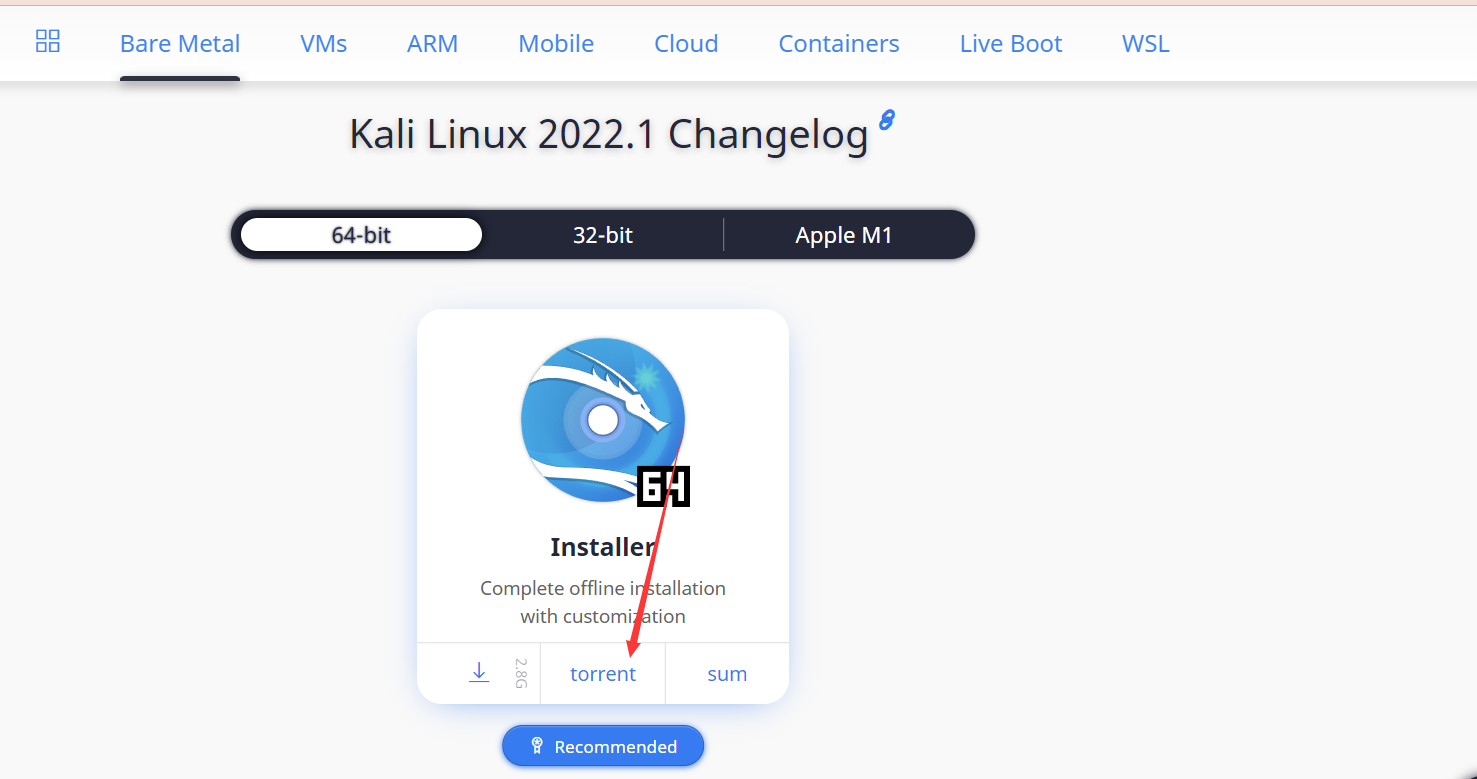 Bare Metal VMs ARM Mobile Cloud Containers Live Boot WSL
Kali Linux 2022.1 Changelog
64-bit 32-bit Apple M1
64
Installer
Complete offline installation
with customization
2.8G torrent sum
Recommended